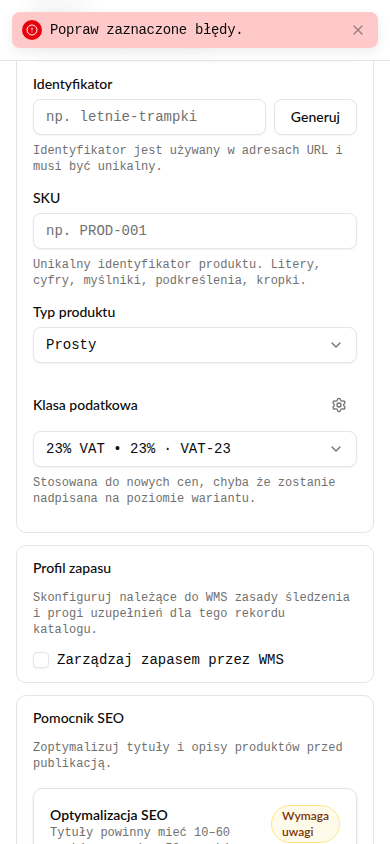 Popraw zaznaczone błędy.
Identyfikator
np. letnie-trampki
Generuj
Identyfikator jest używany w adresach URL i
musi być unikalny.
SKU
np. PROD-001
Unikalny identyfikator produktu. Litery,
cyfry, myślniki, podkreślenia, kropki.
Typ produktu
Prosty
Klasa podatkowa
23% VAT • 23% · VAT-23
Stosowana do nowych cen, chyba że zostanie
nadpisana na poziomie wariantu.
Profil zapasu
Skonfiguruj należące do WMS zasady śledzenia
i progi uzupełnień dla tego rekordu
katalogu.
Zarządzaj zapasem przez WMS
Pomocnik SEO
Zoptymalizuj tytuły i opisy produktów przed
publikacją.
Optymalizacja SEO
Wymaga
uwagi
Tytuły powinny mieć 10–60